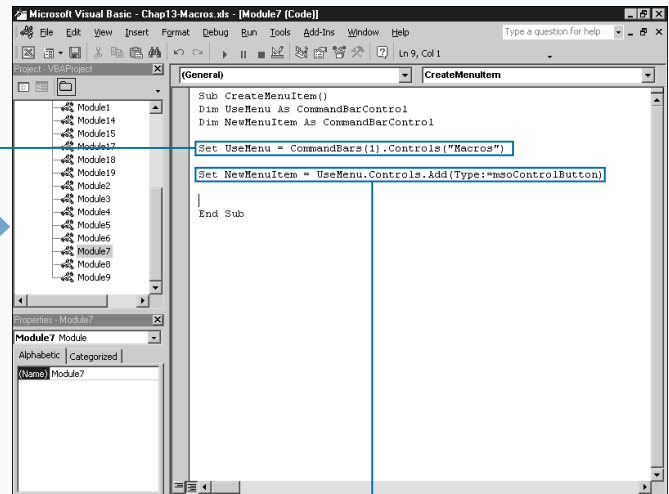 Microsoft Visual Basic - Chap13-Macros.xls - [Module7 (Code)]
File Edit View Insert Format Debug Run Tools Add-Ins Window Help
Type a question for help
Ln 9, Col 1
Project - VBAProject
(General)
CreateMenuItem
Module1
Module14
Module15
Module17
Module18
Module19
Module2
Module3
Module4
Module5
Module6
Module7
Module8
Module9
Sub CreateMenuItem()
Dim UseMenu As CommandBarControl
Dim NewMenuItem As CommandBarControl
Set UseMenu = CommandBars(1).Controls("Macros")
Set NewMenuItem = UseMenu.Controls.Add(Type:=msoControlButton)
End Sub
Properties - Module7
Module7 Module
Alphabetic Categorized
(Name) Module7